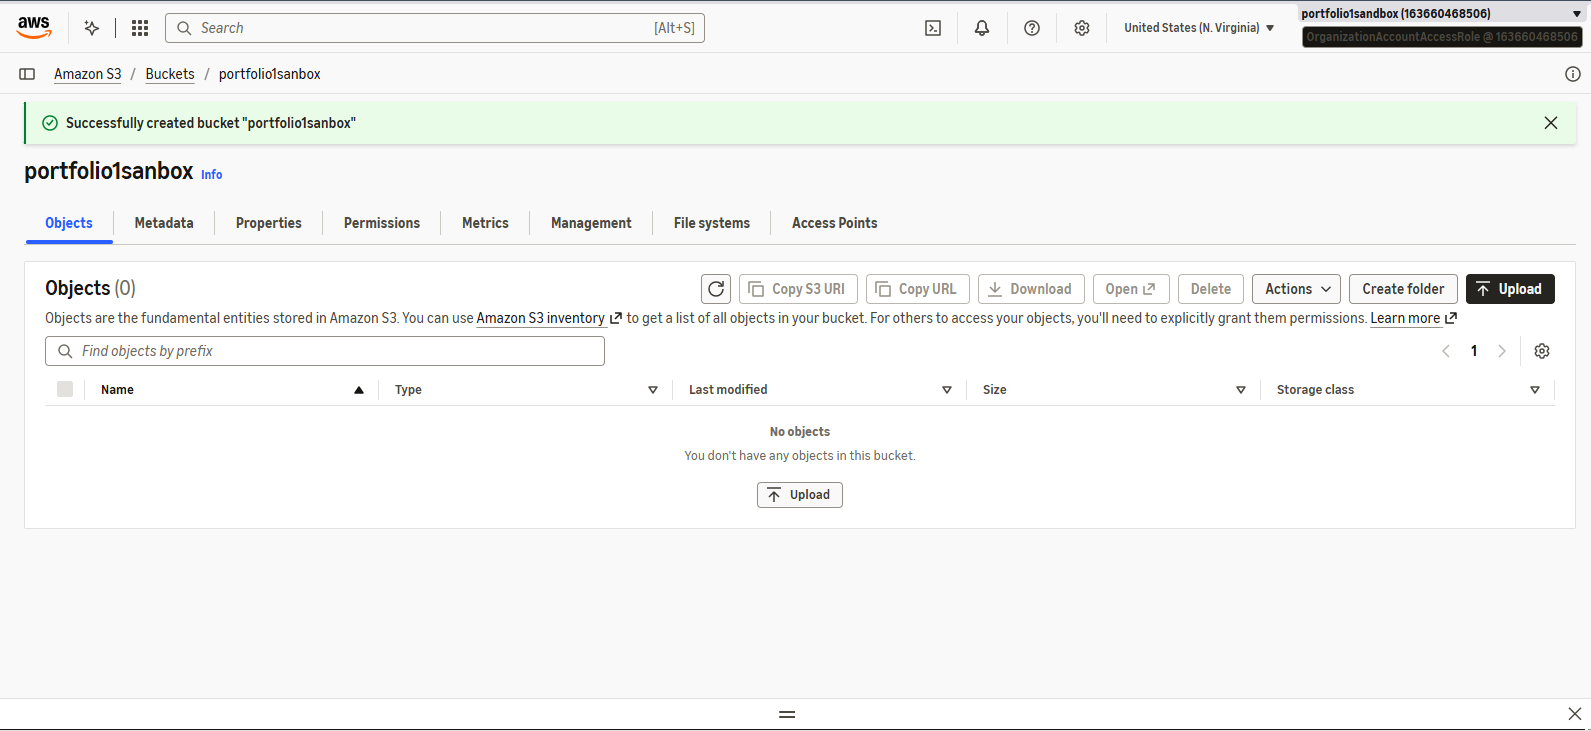 aws
Search [Alt+S]
United States (N. Virginia)
portfolio1sandbox (163660468506)
OrganizationAccountAccessRole @ 163660468506
Amazon S3 / Buckets / portfolio1sanbox
Successfully created bucket "portfolio1sanbox"
portfolio1sanbox Info
Objects Metadata Properties Permissions Metrics Management File systems Access Points
Objects (0) Copy S3 URI Copy URL Download Open Delete Actions Create folder Upload
Objects are the fundamental entities stored in Amazon S3. You can use Amazon S3 inventory to get a list of all objects in your bucket. For others to access your objects, you'll need to explicitly grant them permissions. Learn more
Find objects by prefix 1
Name Type Last modified Size Storage class
No objects
You don't have any objects in this bucket.
Upload